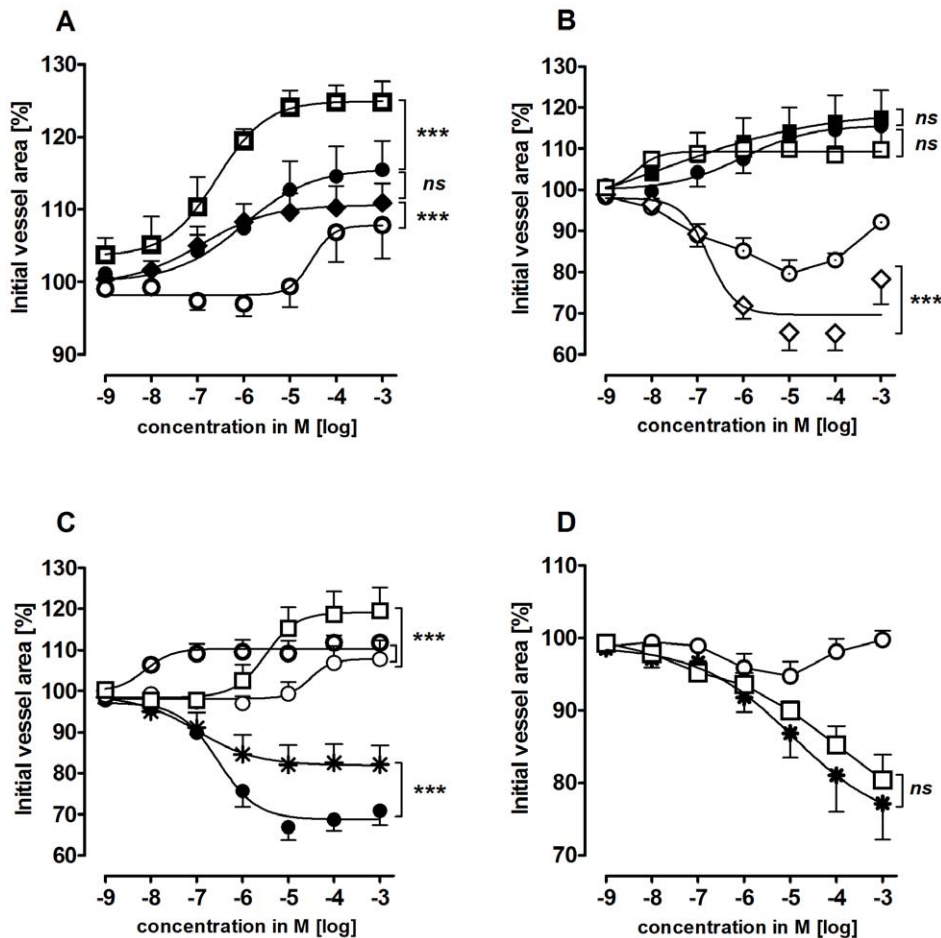 A
Initial vessel area [%]
130
120
110
100
90
***
ns
***
-9 -8 -7 -6 -5 -4 -3
concentration in M [log]
B
Initial vessel area [%]
130
120
110
100
90
80
70
60
ns
ns
***
-9 -8 -7 -6 -5 -4 -3
concentration in M [log]
C
Initial vessel area [%]
130
120
110
100
90
80
70
60
***
***
-9 -8 -7 -6 -5 -4 -3
concentration in M [log]
D
Initial vessel area [%]
110
100
90
80
70
ns
-9 -8 -7 -6 -5 -4 -3
concentration in M [log]